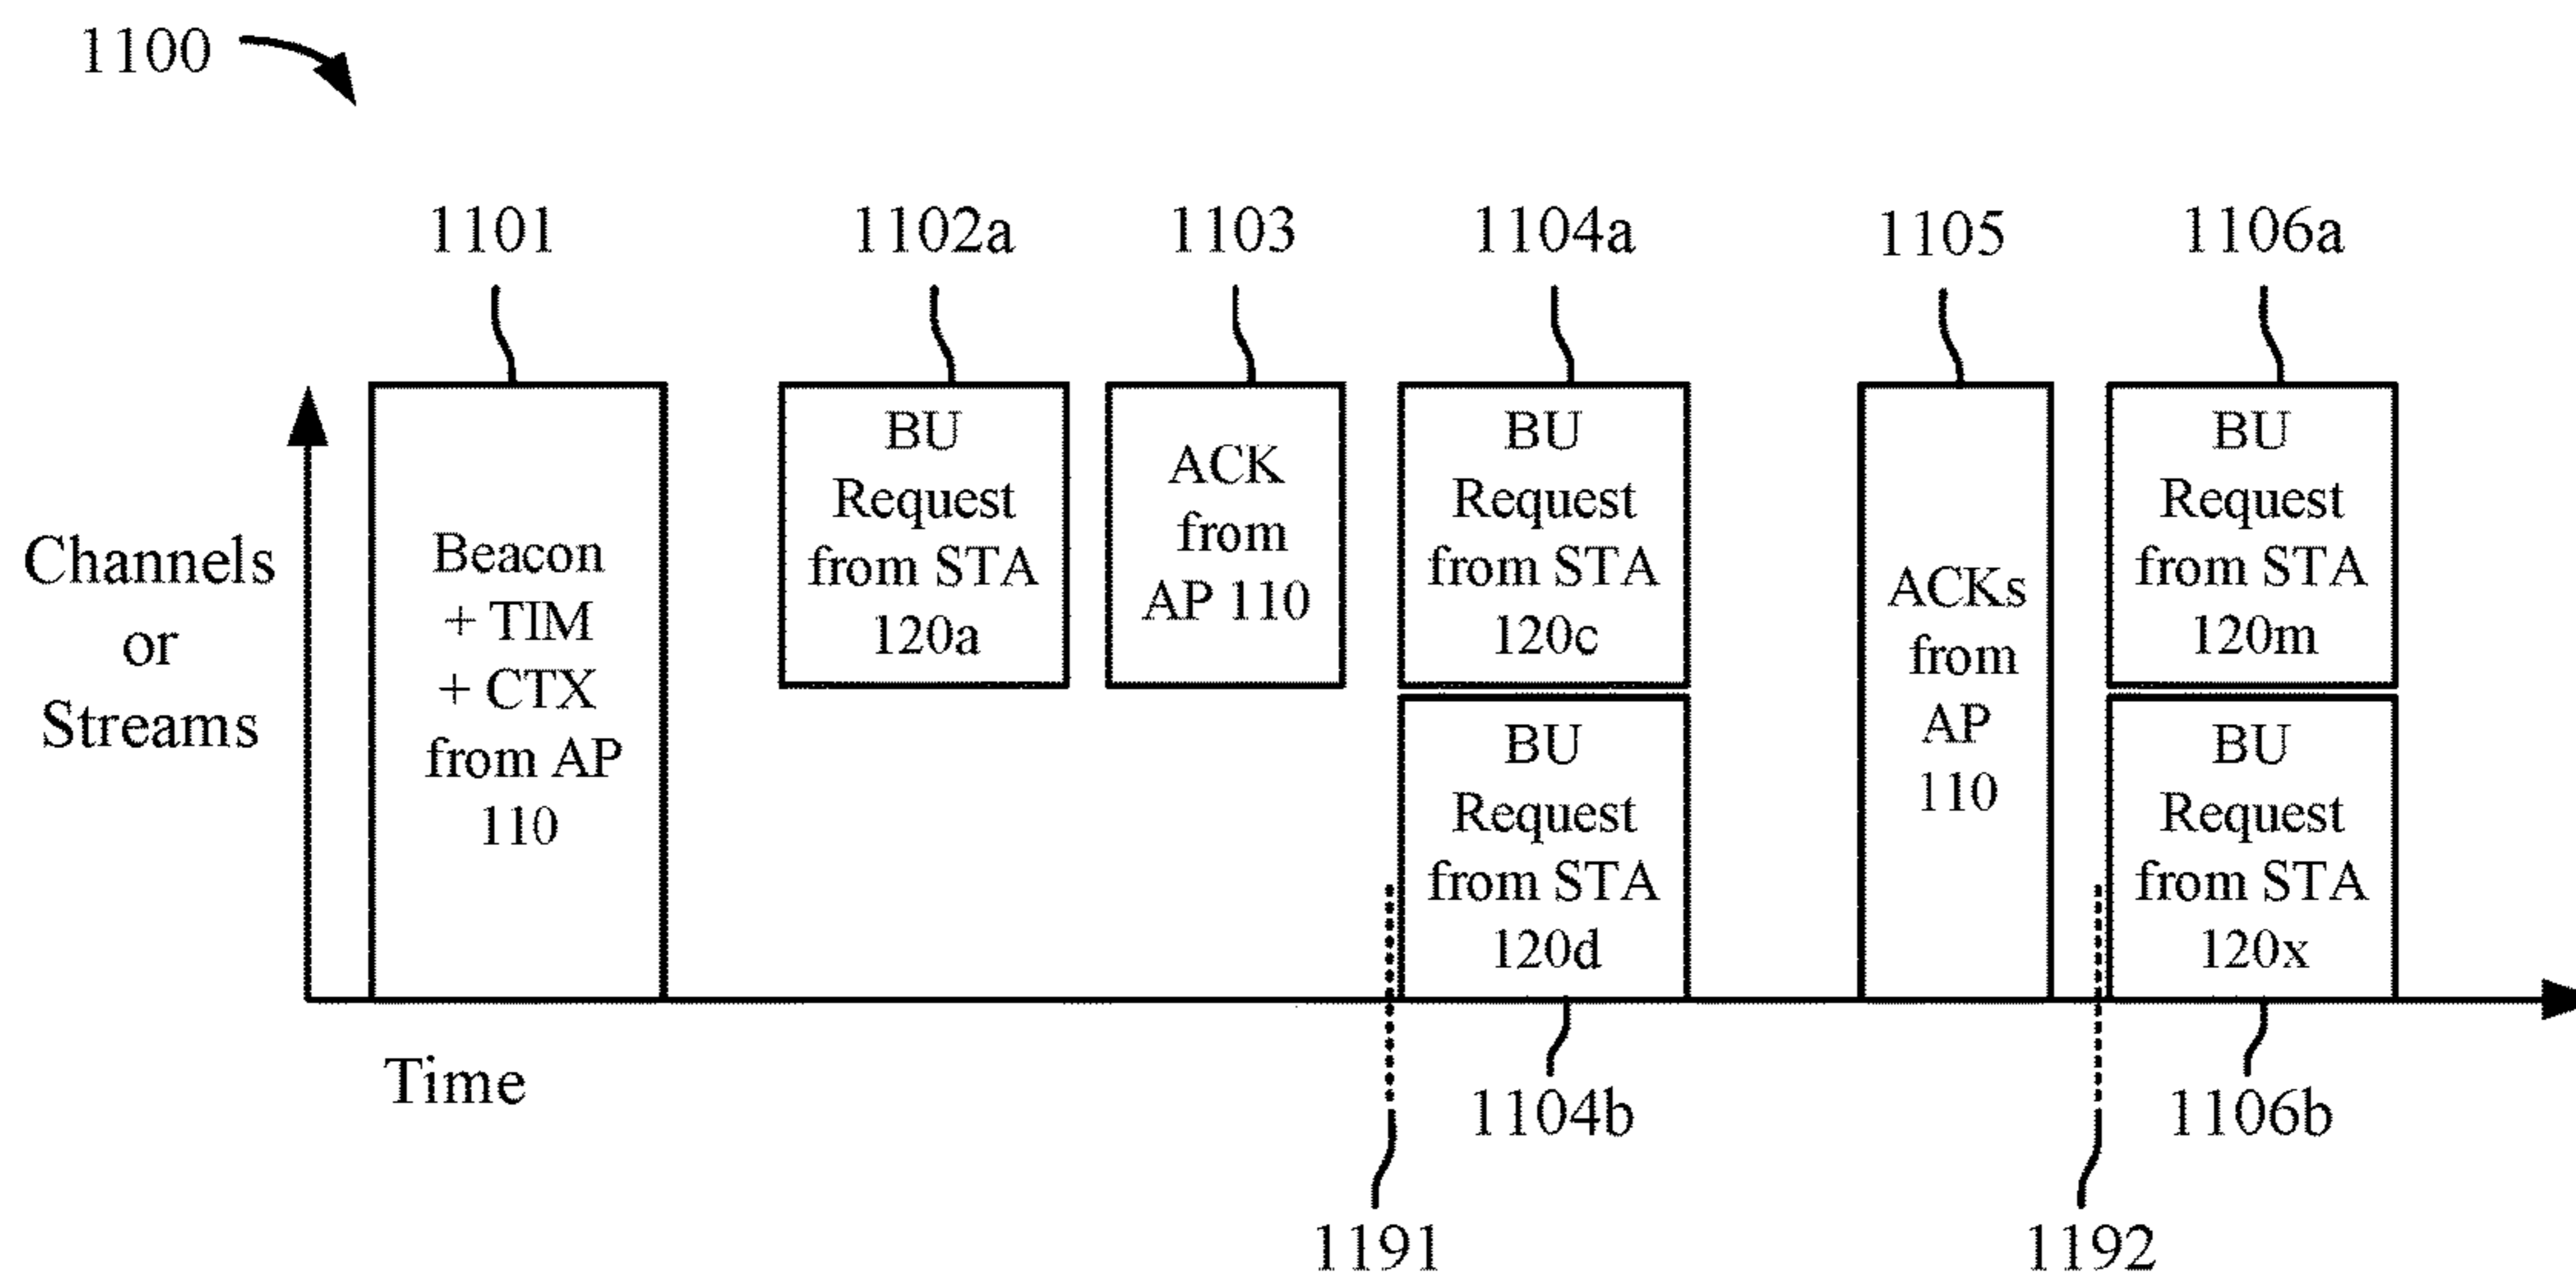 1100
1101
1102a
1103
1104a
1105
1106a
Channels
or
Streams
Beacon
+ TIM
+ CTX
from AP
110
BU
Request
from STA
120a
ACK
from
AP 110
BU
Request
from STA
120c
BU
Request
from STA
120d
ACKs
from
AP
110
BU
Request
from STA
120m
BU
Request
from STA
120x
Time
1104b
1106b
1191
1192